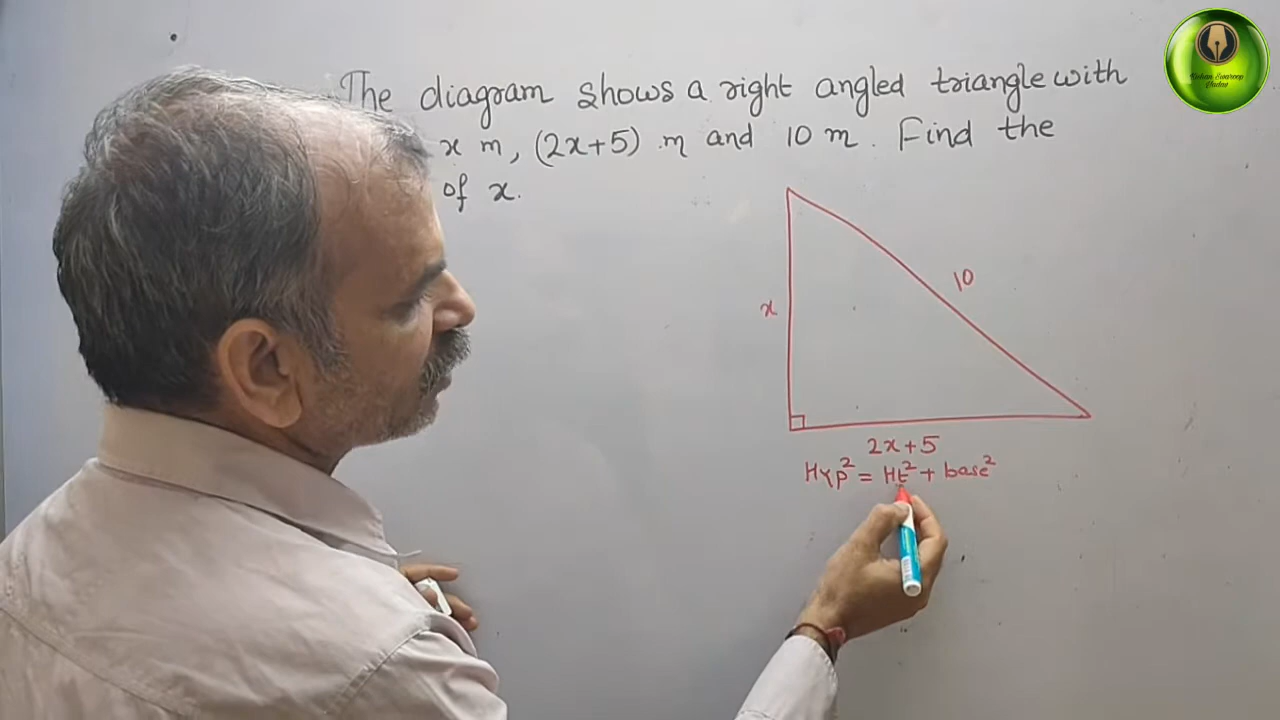 The diagram shows a right angled triangle with
x m, (2x+5) m and 10 m. Find the
of x.
10
x
2x+5
Hyp² = Ht² + base²